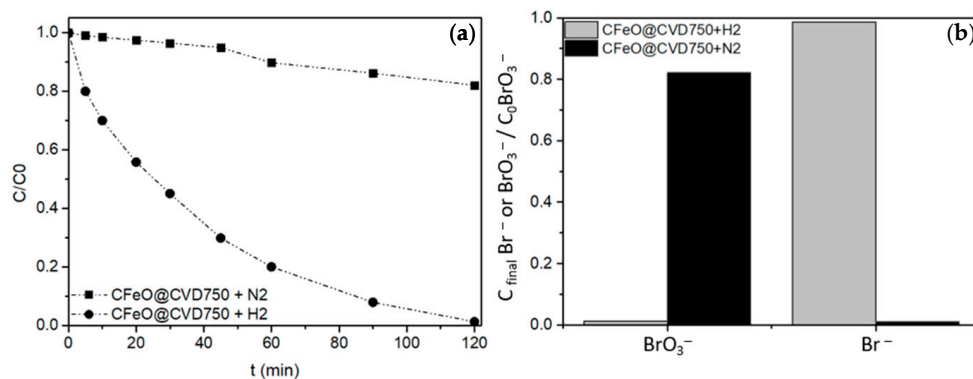 (a)
C/C0
1.0
0.8
0.6
0.4
0.2
0.0
CFeO@CVD750 + N2
CFeO@CVD750 + H2
0 20 40 60 80 100 120
t (min)
(b)
C final Br⁻ or BrO₃⁻ / C₀BrO₃⁻
1.0
0.8
0.6
0.4
0.2
0.0
CFeO@CVD750+H2
CFeO@CVD750+N2
BrO₃⁻ Br⁻